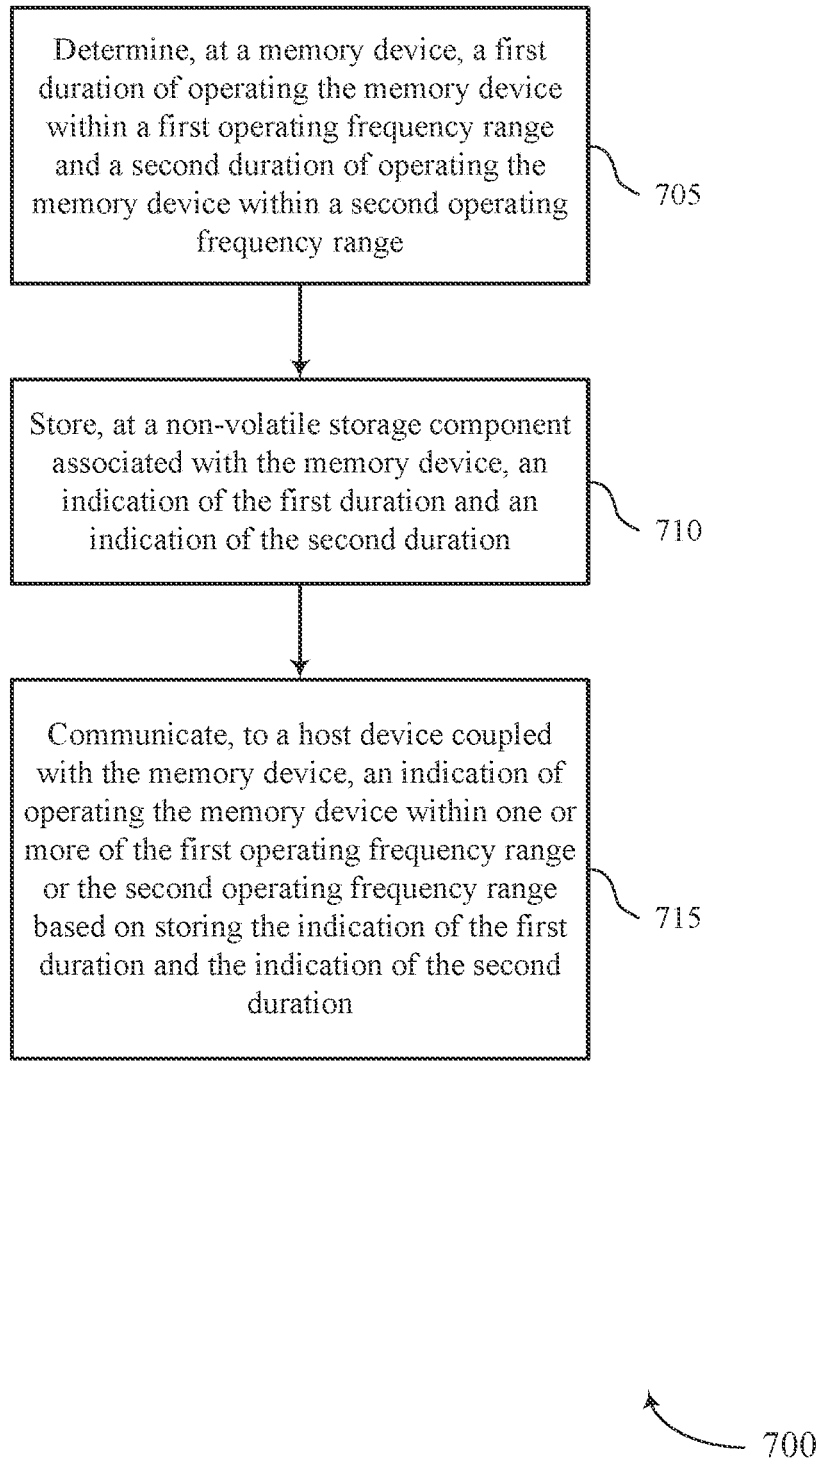 Determine, at a memory device, a first
duration of operating the memory device
within a first operating frequency range
and a second duration of operating the
memory device within a second operating
frequency range
705
Store, at a non-volatile storage component
associated with the memory device, an
indication of the first duration and an
indication of the second duration
710
Communicate, to a host device coupled
with the memory device, an indication of
operating the memory device within one or
more of the first operating frequency range
or the second operating frequency range
based on storing the indication of the first
duration and the indication of the second
duration
715
700